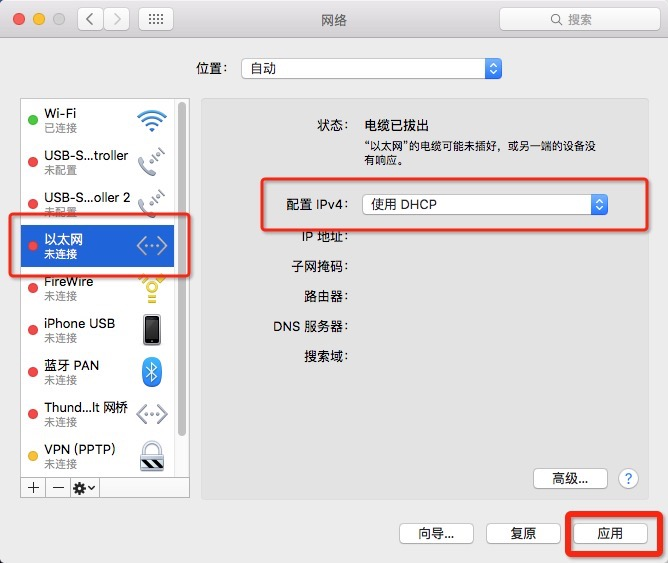 网络
搜索
位置：
自动
Wi-Fi
已连接
USB-S...troller
未配置
USB-S...oller 2
未配置
以太网
未连接
FireWire
未连接
iPhone USB
未连接
蓝牙 PAN
未连接
Thund...lt 网桥
未连接
VPN (PPTP)
未连接
状态：
电缆已拔出
“以太网”的电缆可能未插好，或另一端的设备没
有响应。
配置 IPv4：
使用 DHCP
IP 地址：
子网掩码：
路由器：
DNS 服务器：
搜索域：
高级...
?
向导...
复原
应用